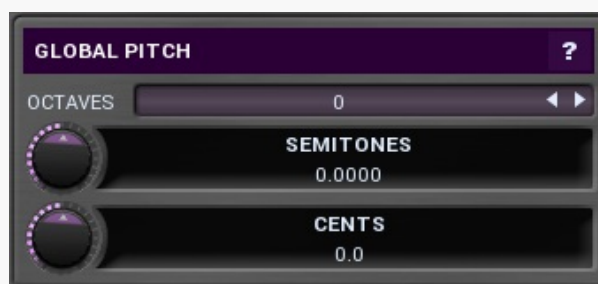 GLOBAL PITCH ?
OCTAVES 0
SEMITONES
0.0000
CENTS
0.0